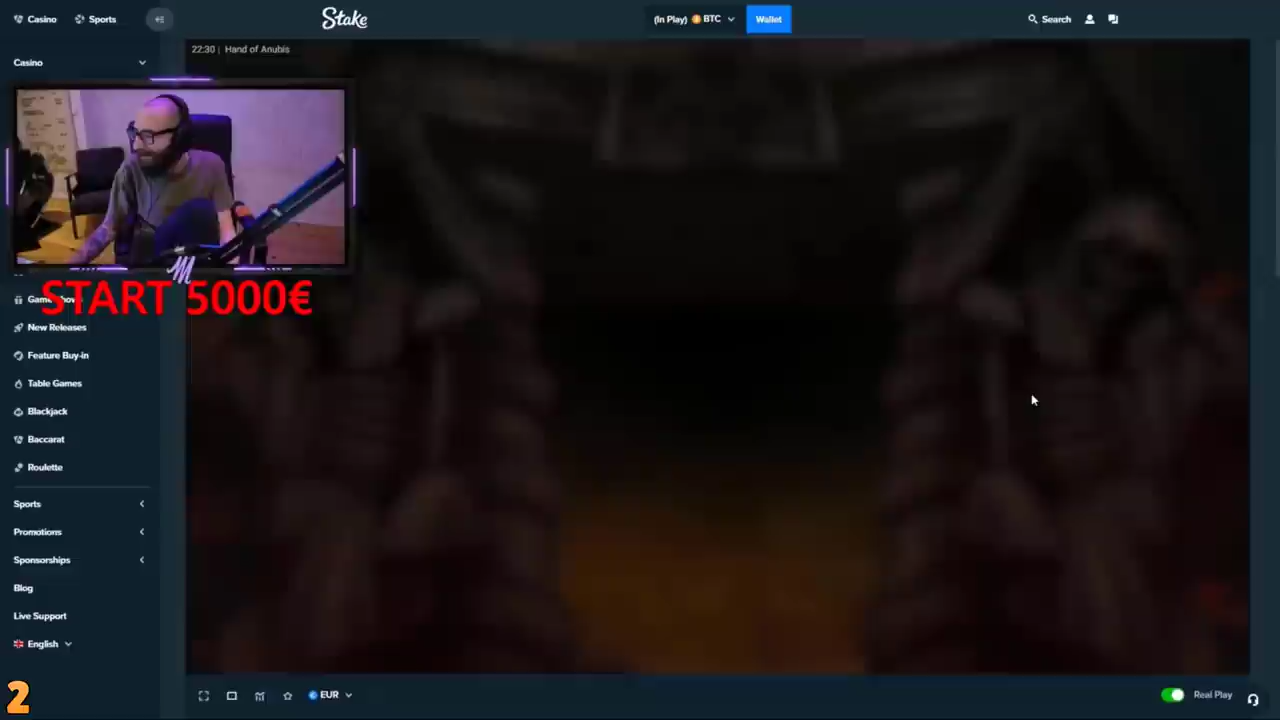 Casino
Sports
Stake
(In Play) BTC
Wallet
Search
22:30 | Hand of Anubis
Casino
START 5000€
New Releases
Feature Buy-in
Table Games
Blackjack
Baccarat
Roulette
Sports
Promotions
Sponsorships
Blog
Live Support
English
EUR
Real Play
2